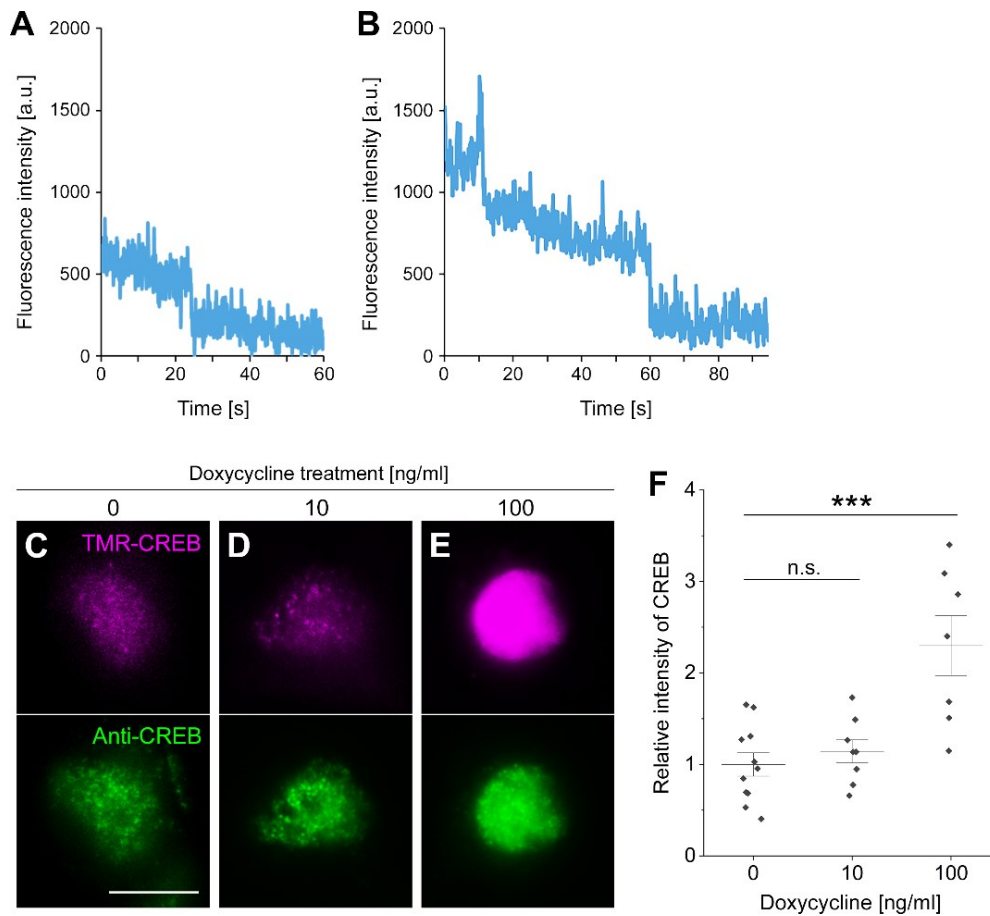 A
2000
1500
1000
500
0
0
20
40
60
Fluorescence intensity [a.u.]
Time [s]
B
2000
1500
1000
500
0
0
20
40
60
80
Fluorescence intensity [a.u.]
Time [s]
Doxycycline treatment [ng/ml]
0
10
100
C
TMR-CREB
D
E
Anti-CREB
F
4
3
2
1
0
***
n.s.
Relative intensity of CREB
0
10
100
Doxycycline [ng/ml]